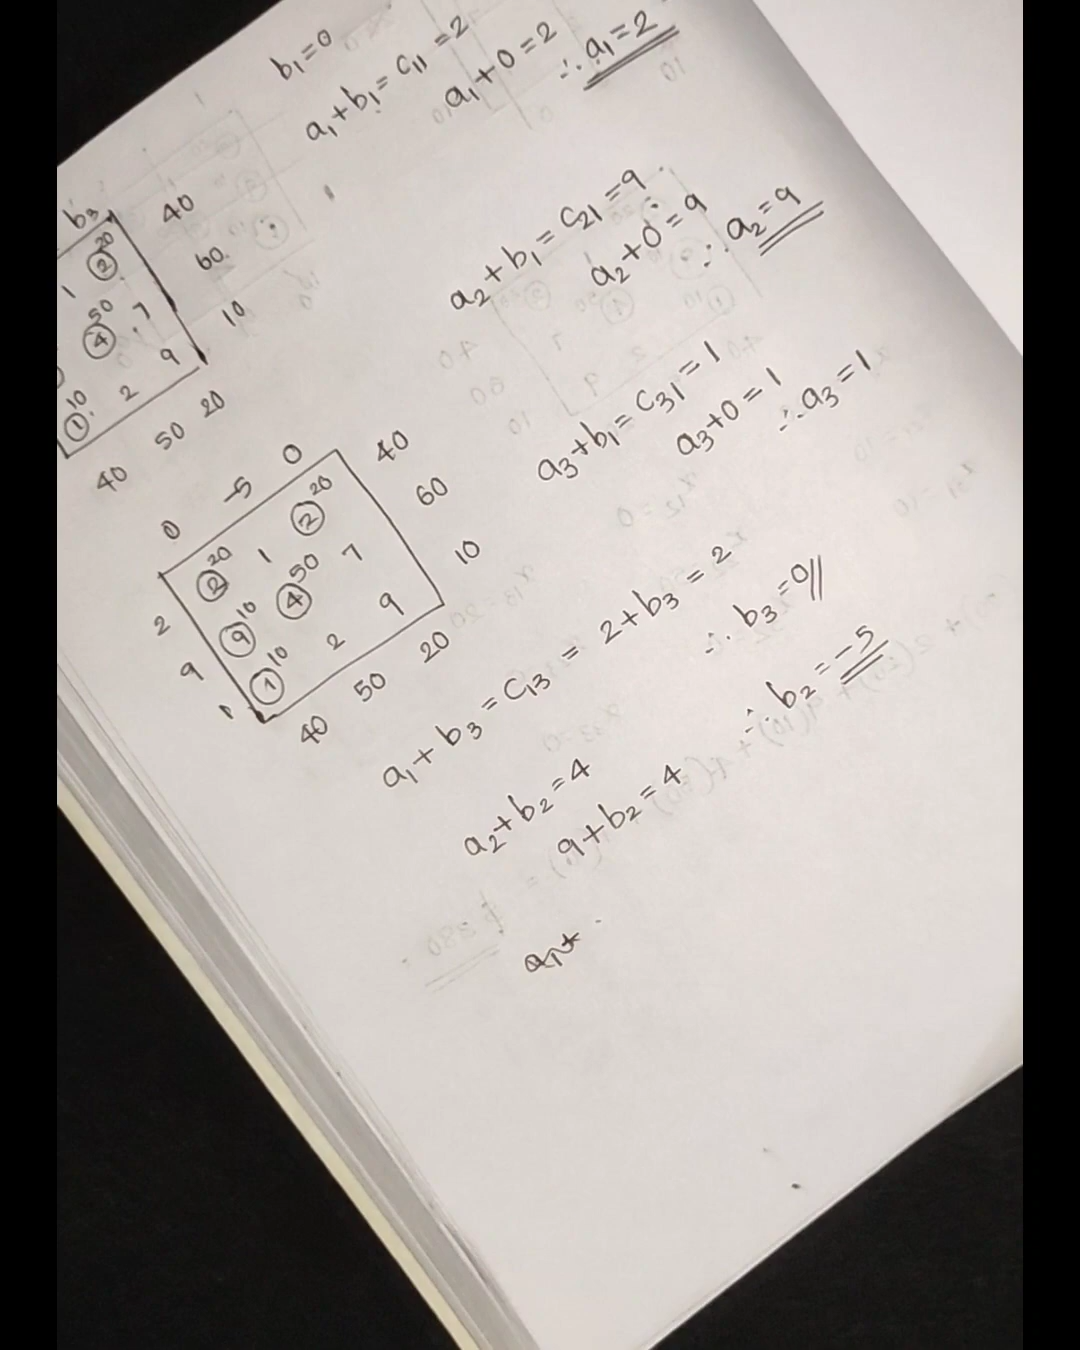 b₁=0
a₁+b₁= c₁₁ =2
a₁+0=2
∴ a₁=2
b₃
1 ② 20 40
④ 50 7 60
① 10 2 9 10
40 50 20
a₂+b₁= c₂₁ =9
a₂+0=9
∴ a₂=9
a₃+b₁= c₃₁ =1
a₃+0=1
∴ a₃=1
0 -5 0
2 ② 20 1 ② 20 40
9 ⑨ 10 ④ 50 7 60
1 ① 10 2 9 10
40 50 20
a₁+b₃= c₁₃ = 2+b₃ = 2
∴ b₃ =0//
a₂+b₂=4
9+b₂=4
∴ b₂=-5